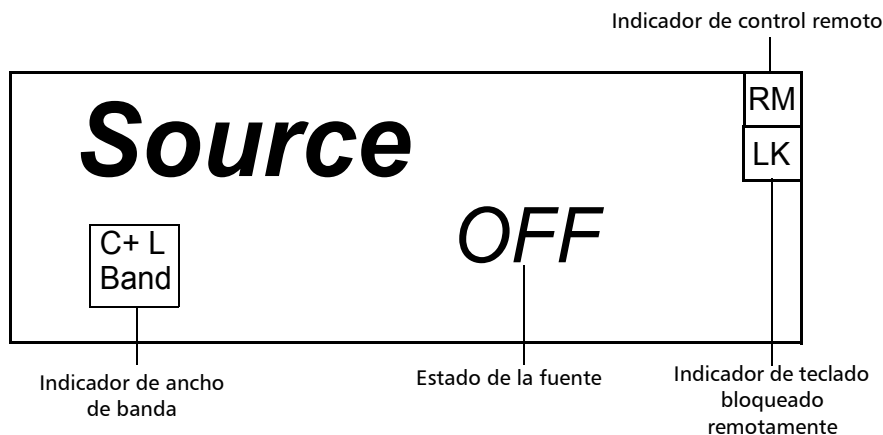 Indicador de control remoto
RM
Source
LK
OFF
C+ L
Band
Indicador de ancho
de banda
Estado de la fuente
Indicador de teclado
bloqueado
remotamente